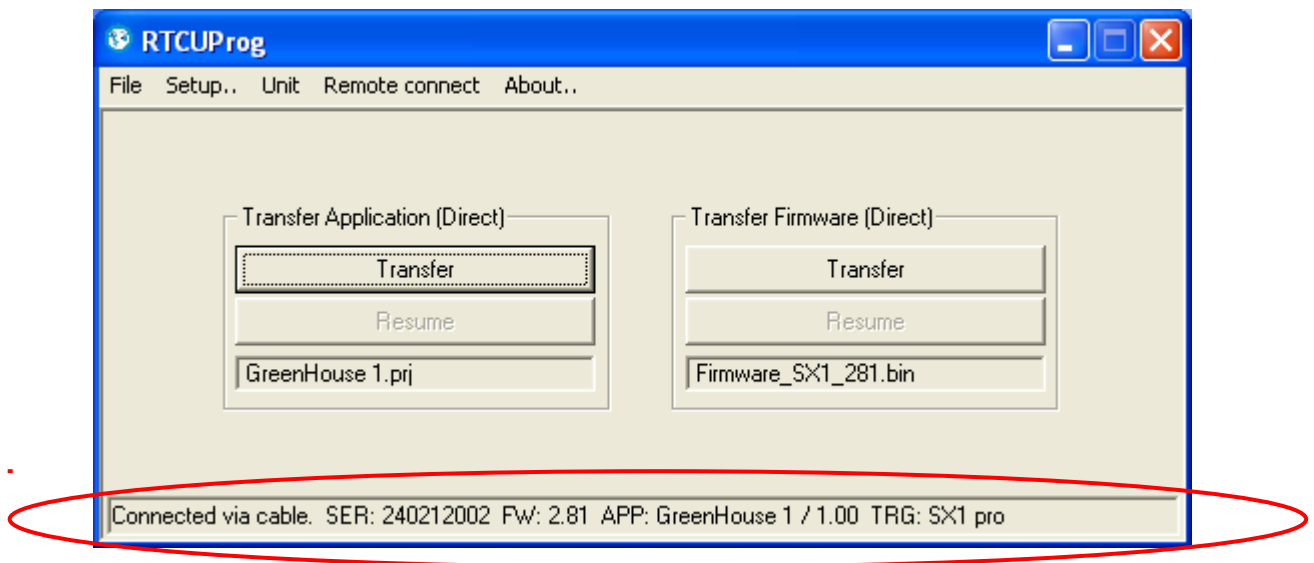 RTCUProg
File Setup.. Unit Remote connect About..
Transfer Application (Direct)
Transfer
Resume
GreenHouse 1.prj
Transfer Firmware (Direct)
Transfer
Resume
Firmware_SX1_281.bin
Connected via cable. SER: 240212002 FW: 2.81 APP: GreenHouse 1 / 1.00 TRG: SX1 pro